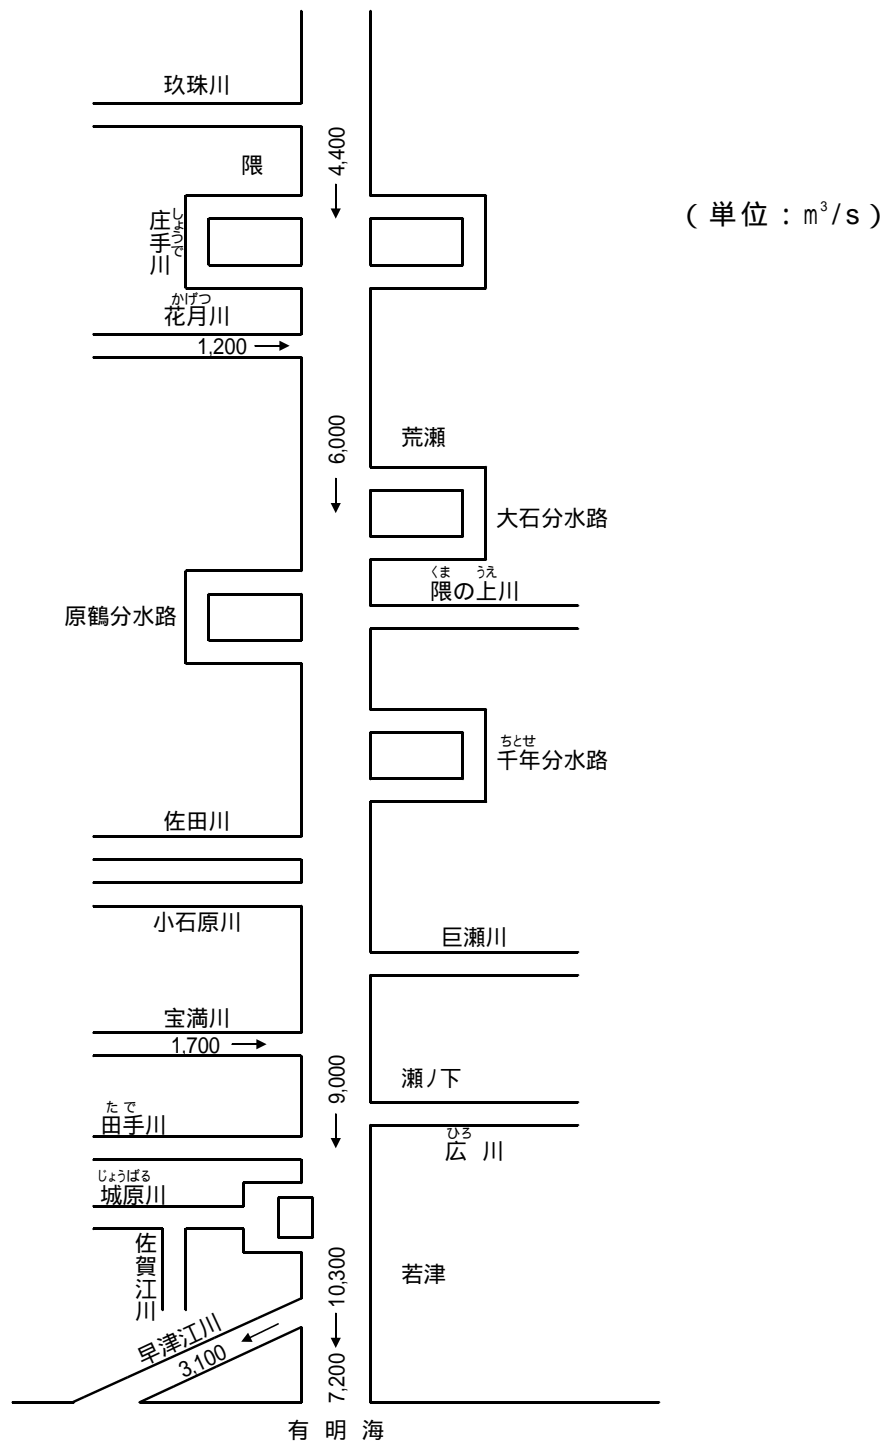 玖珠川
4,400
隈
(単位：m³/s)
しょうで
庄手川
かげつ
花月川
1,200
6,000
荒瀬
大石分水路
くま うえ
隈の上川
原鶴分水路
ちとせ
千年分水路
佐田川
小石原川
巨瀬川
宝満川
1,700
9,000
瀬ノ下
たで
田手川
ひろ
広川
じょうばる
城原川
佐賀江川
10,300
若津
早津江川
3,100
7,200
有明海